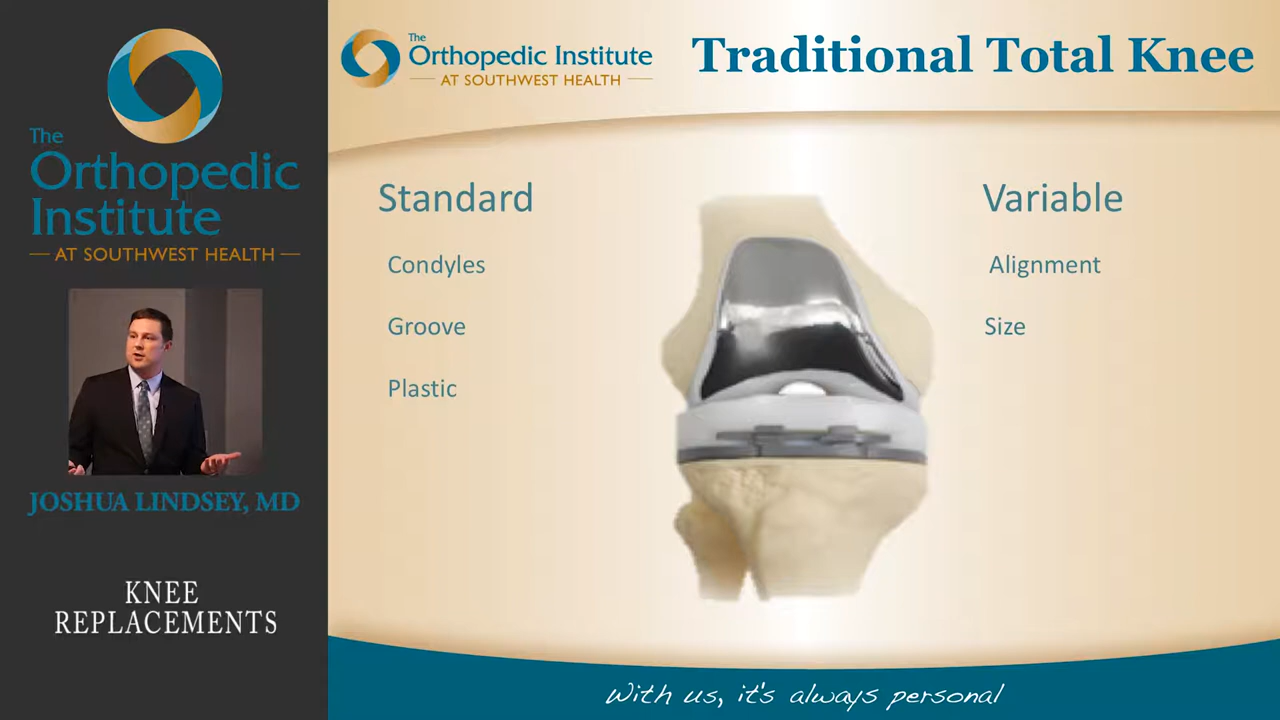 The
Orthopedic
Institute
AT SOUTHWEST HEALTH
JOSHUA LINDSEY, MD
KNEE
REPLACEMENTS
The
Orthopedic Institute
AT SOUTHWEST HEALTH
Traditional Total Knee
Standard
Condyles
Groove
Plastic
Variable
Alignment
Size
With us, it's always personal